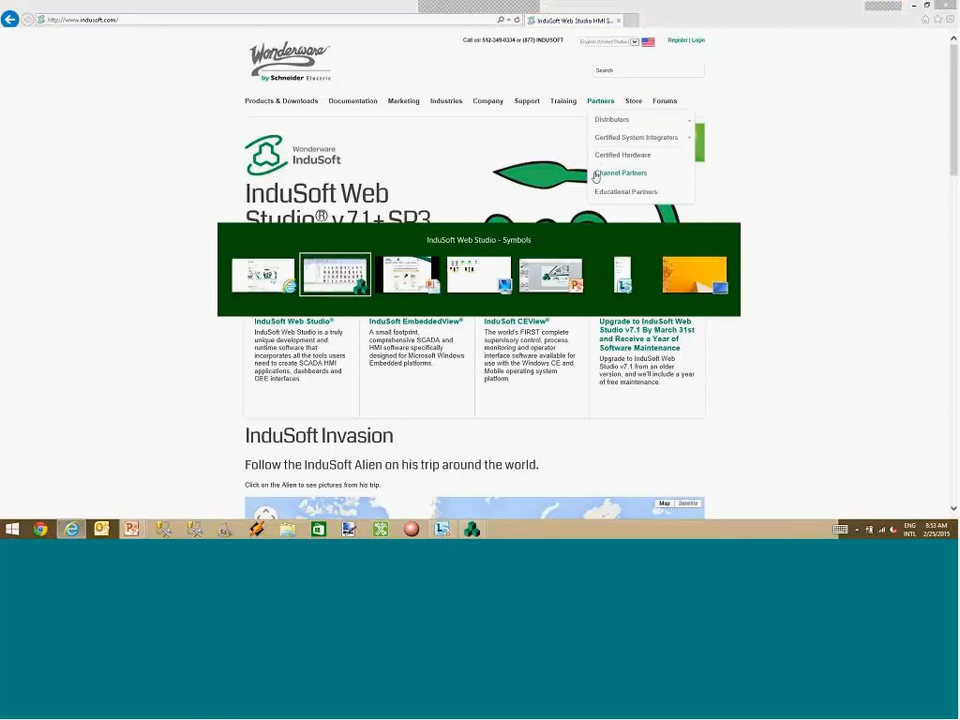 http://www.indusoft.com/
InduSoft Web Studio HMI S...
Wonderware
by Schneider Electric
Call us! 512-349-0334 or (877) INDUSOFT
English (United States)
Register | Login
Search
Products & Downloads
Documentation
Marketing
Industries
Company
Support
Training
Partners
Store
Forums
Distributors
Certified System Integrators
Certified Hardware
Channel Partners
Educational Partners
Wonderware
InduSoft
InduSoft Web
Studio® v7.1+ SP3
InduSoft Web Studio - Symbols
InduSoft Web Studio®
InduSoft Web Studio is a truly
unique development and
runtime software that
incorporates all the tools users
need to create SCADA HMI
applications, dashboards and
OEE interfaces.
InduSoft EmbeddedView®
A small footprint,
comprehensive SCADA and
HMI software specifically
designed for Microsoft Windows
Embedded platforms.
InduSoft CEView®
The world's FIRST complete
supervisory control, process
monitoring and operator
interface software available for
use with the Windows CE and
Mobile operating system
platform.
Upgrade to InduSoft Web
Studio v7.1 By March 31st
and Receive a Year of
Software Maintenance
Upgrade to InduSoft Web
Studio v7.1 from an older
version, and we'll include a year
of free maintenance.
InduSoft Invasion
Follow the InduSoft Alien on his trip around the world.
Click on the Alien to see pictures from his trip.
Map
Satellite
ENG
INTL
8:53 AM
2/25/2015